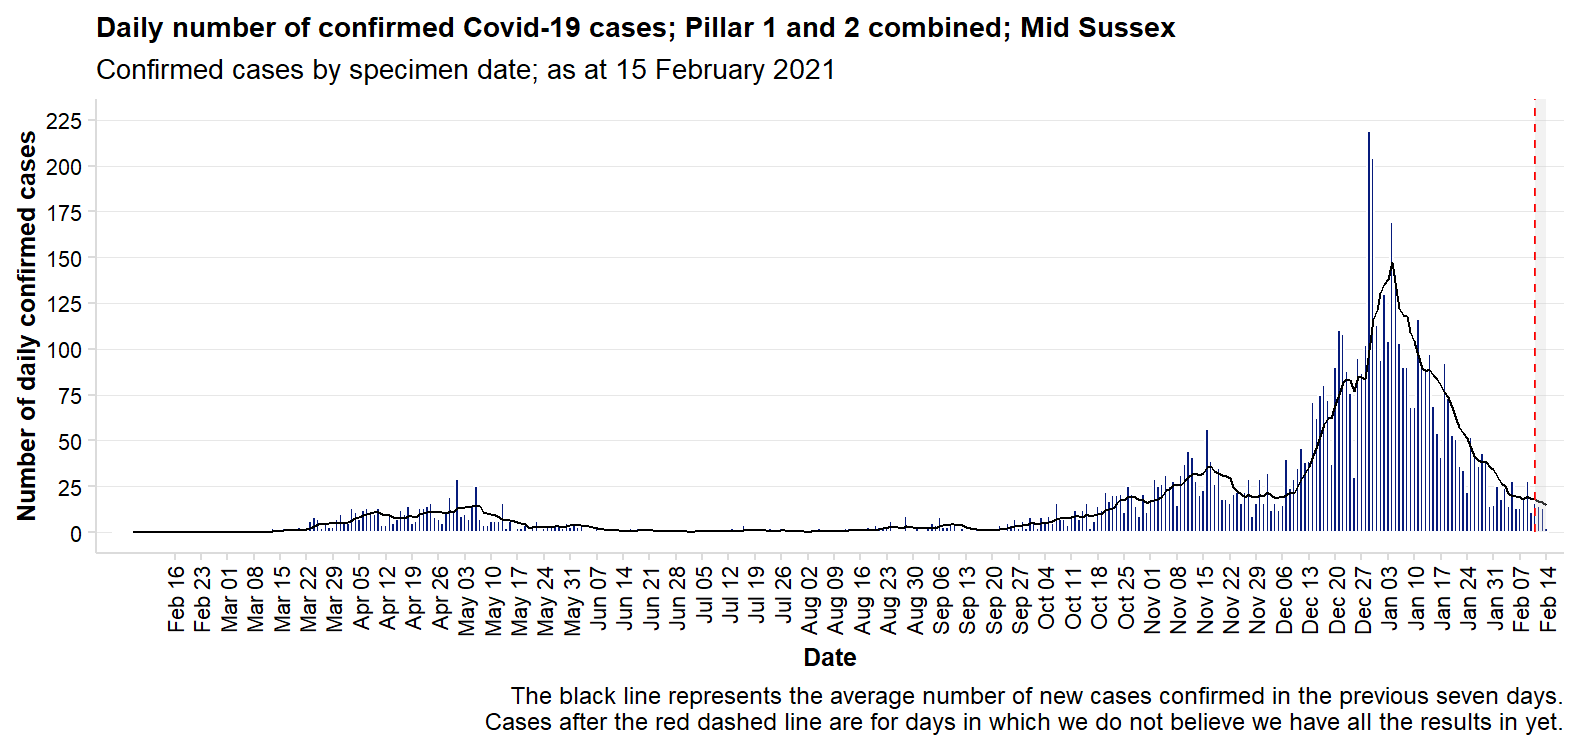 Daily number of confirmed Covid-19 cases; Pillar 1 and 2 combined; Mid Sussex
Confirmed cases by specimen date; as at 15 February 2021
Number of daily confirmed cases
225
200
175
150
125
100
75
50
25
0
Feb 16
Feb 23
Mar 01
Mar 08
Mar 15
Mar 22
Mar 29
Apr 05
Apr 12
Apr 19
Apr 26
May 03
May 10
May 17
May 24
May 31
Jun 07
Jun 14
Jun 21
Jun 28
Jul 05
Jul 12
Jul 19
Jul 26
Aug 02
Aug 09
Aug 16
Aug 23
Aug 30
Sep 06
Sep 13
Sep 20
Sep 27
Oct 04
Oct 11
Oct 18
Oct 25
Nov 01
Nov 08
Nov 15
Nov 22
Nov 29
Dec 06
Dec 13
Dec 20
Dec 27
Jan 03
Jan 10
Jan 17
Jan 24
Jan 31
Feb 07
Feb 14
Date
The black line represents the average number of new cases confirmed in the previous seven days.
Cases after the red dashed line are for days in which we do not believe we have all the results in yet.